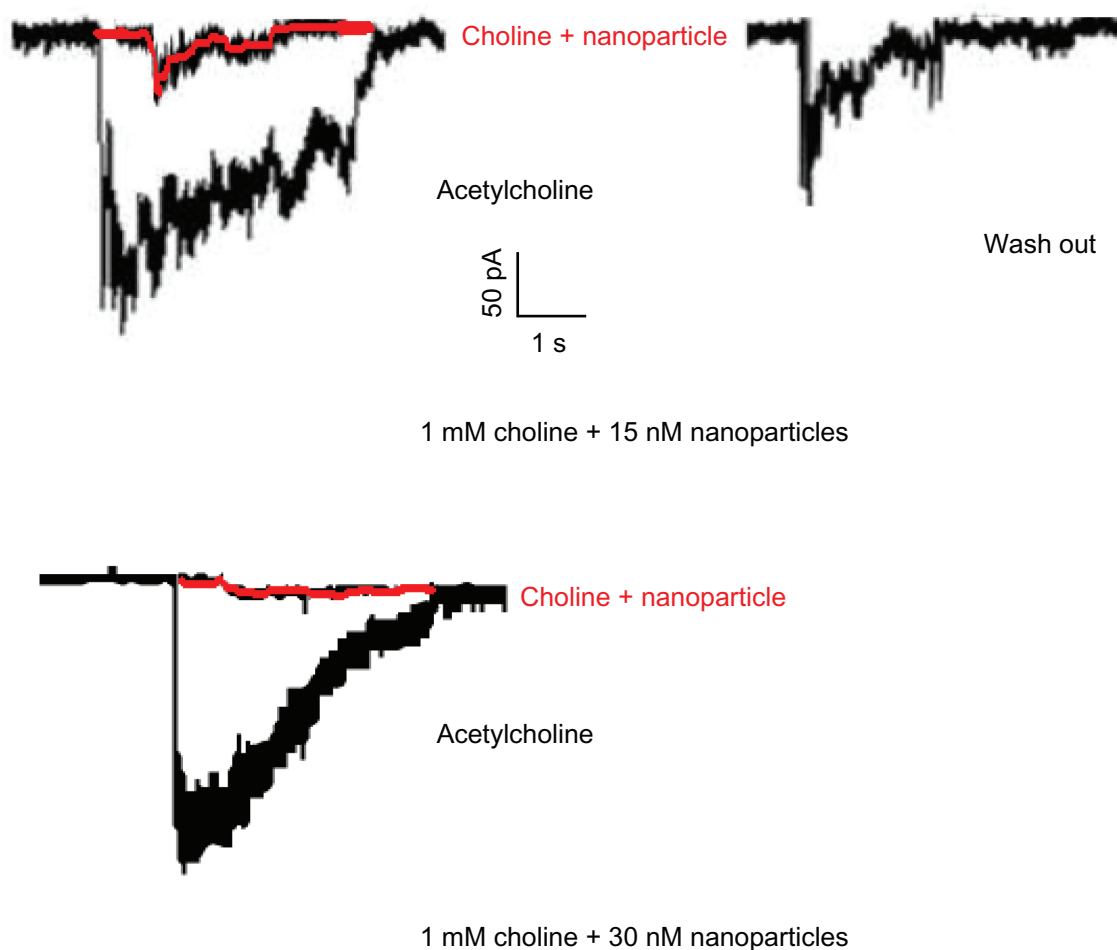 Choline + nanoparticle
Acetylcholine
Wash out
50 pA
1 s
1 mM choline + 15 nM nanoparticles
Choline + nanoparticle
Acetylcholine
1 mM choline + 30 nM nanoparticles